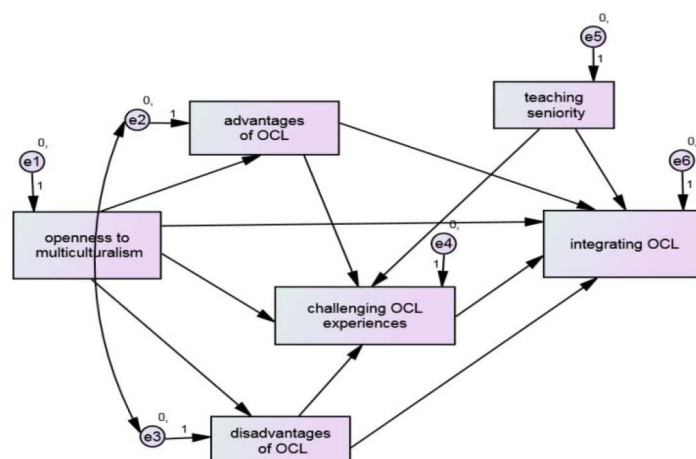 0,
e5
1
0,
e2
1
advantages
of OCL
teaching
seniority
0,
e1
1
0,
e6
1
openness to
multiculturalism
0,
e4
1
integrating OCL
challenging OCL
experiences
0,
e3
1
disadvantages
of OCL